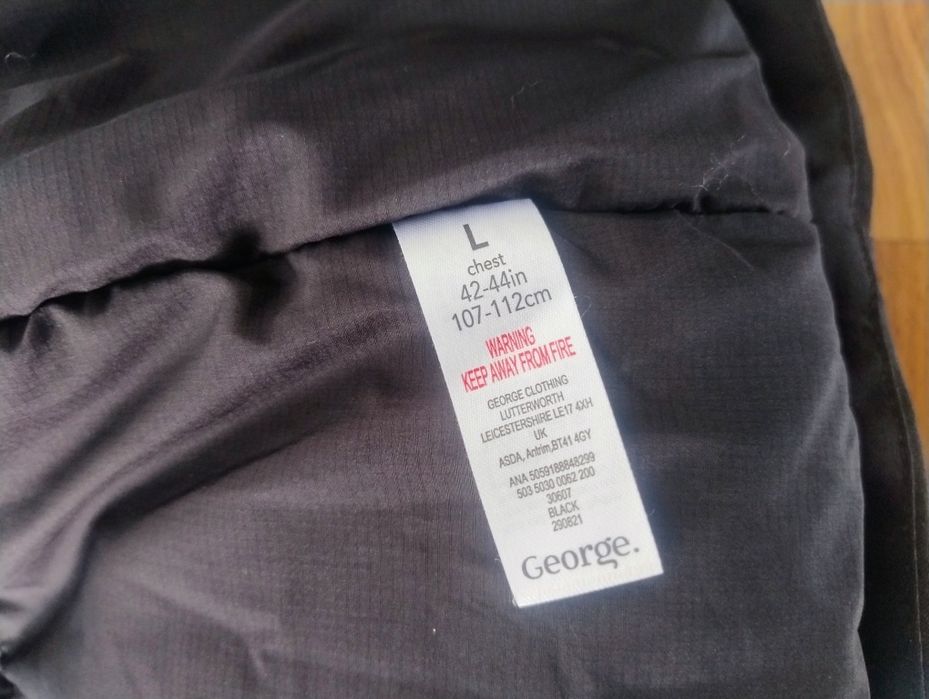 L
chest
42-44in
107-112cm
WARNING
KEEP AWAY FROM FIRE
GEORGE CLOTHING
LUTTERWORTH
LEICESTERSHIRE LE17 4XH
UK
ASDA, Antrim,BT41 4GY
ANA 5059188848299
503 5030 0062 200
30607
BLACK
290821
George.